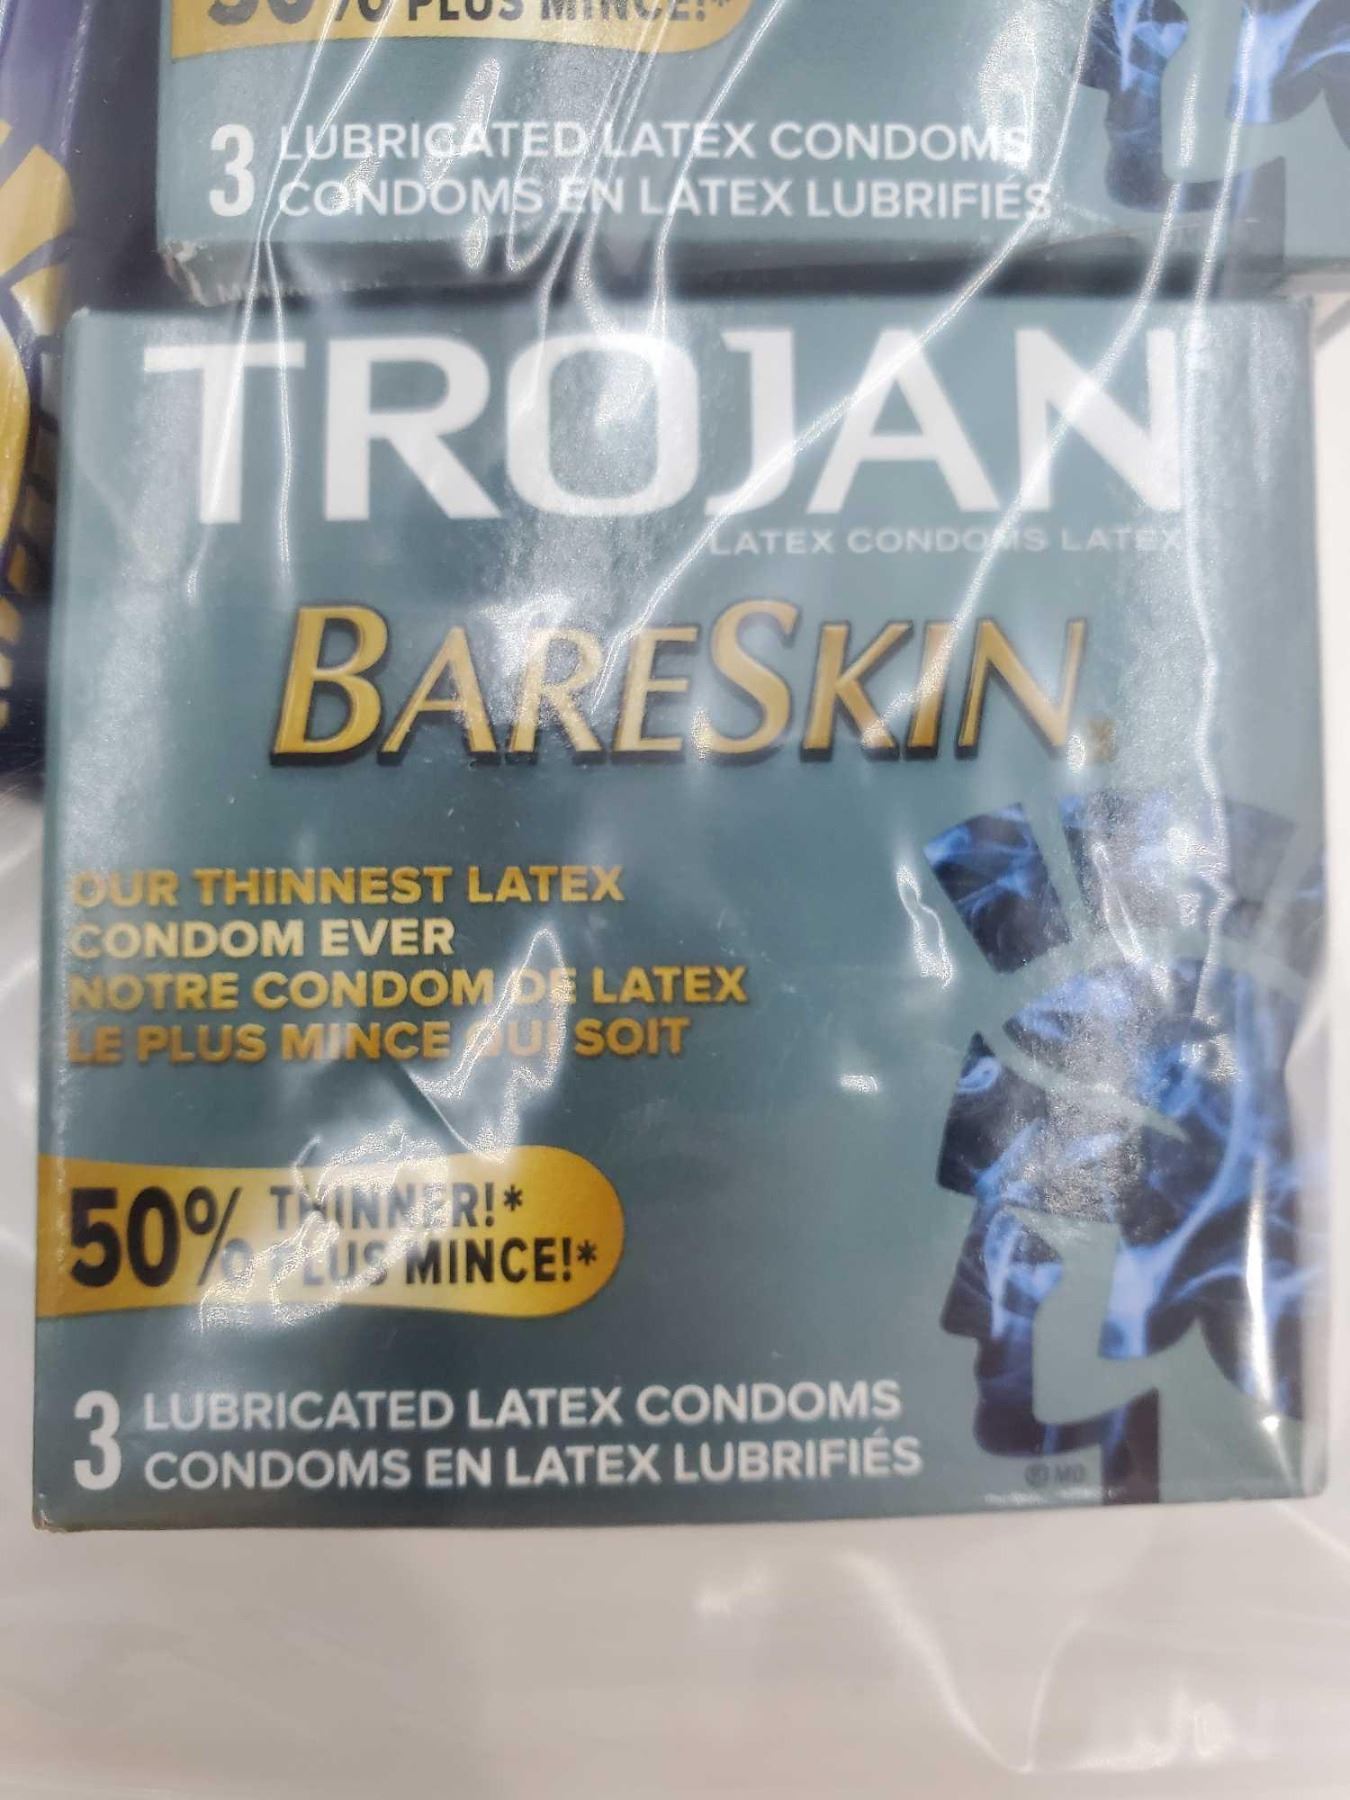 PLUS MINCE!*
3 LUBRICATED LATEX CONDOMS
CONDOMS EN LATEX LUBRIFIÉS
TROJAN
LATEX CONDOMS LATEX
BARESKIN
OUR THINNEST LATEX
CONDOM EVER
NOTRE CONDOM DE LATEX
LE PLUS MINCE QUI SOIT
50% THINNER!*
PLUS MINCE!*
3 LUBRICATED LATEX CONDOMS
CONDOMS EN LATEX LUBRIFIÉS